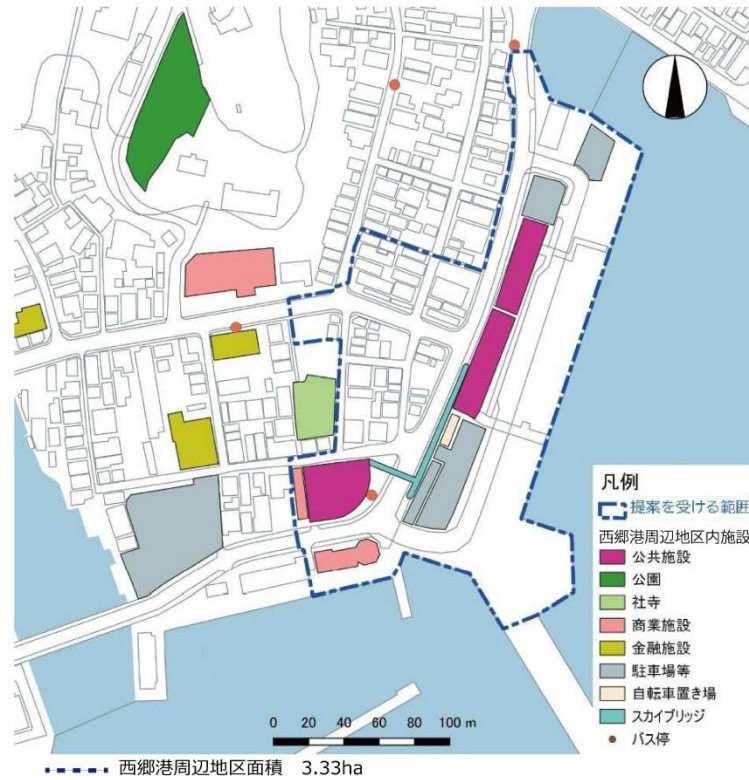 凡例
提案を受ける範囲
西郷港周辺地区内施設
公共施設
公園
社寺
商業施設
金融施設
駐車場等
自転車置き場
スカイブリッジ
バス停
0 20 40 60 80 100 m
西郷港周辺地区面積 3.33ha